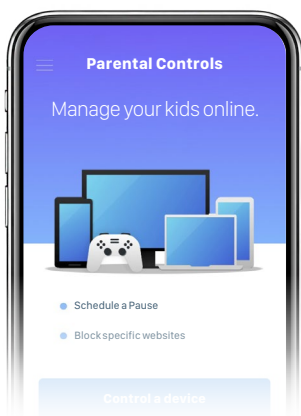 Parental Controls
Manage your kids online.
Schedule a Pause
Block specific websites
Control a device